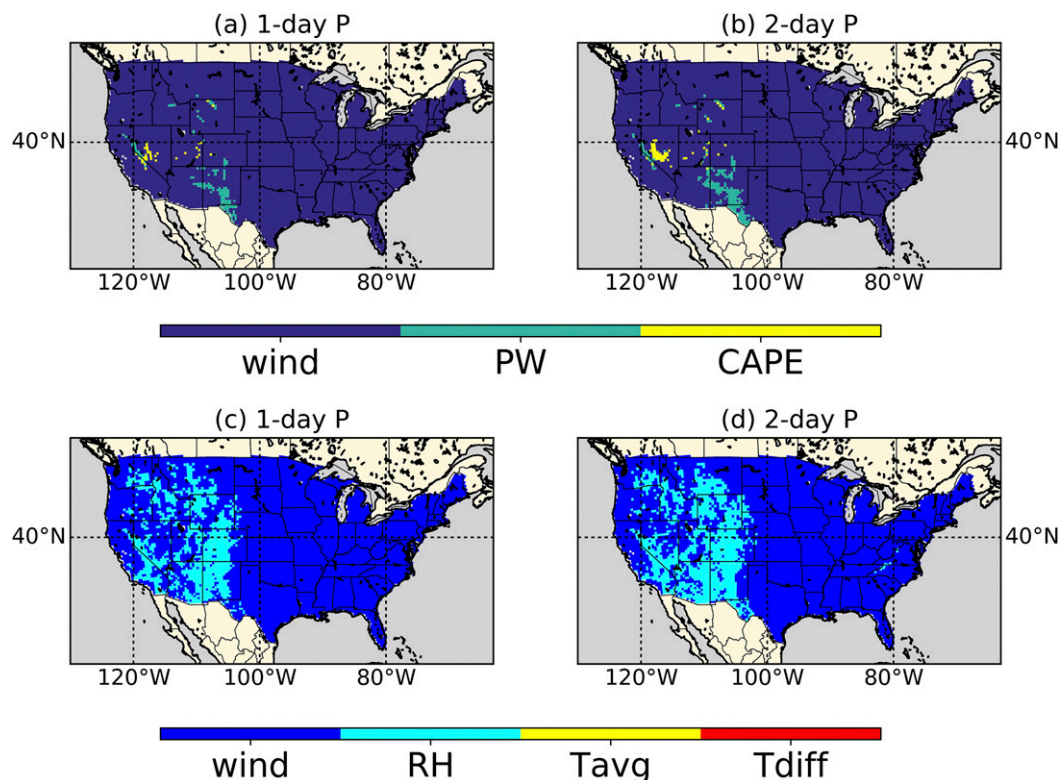 (a) 1-day P (b) 2-day P
40°N 40°N
120°W 100°W 80°W 120°W 100°W 80°W
wind PW CAPE
(c) 1-day P (d) 2-day P
40°N 40°N
120°W 100°W 80°W 120°W 100°W 80°W
wind RH Tavg Tdiff